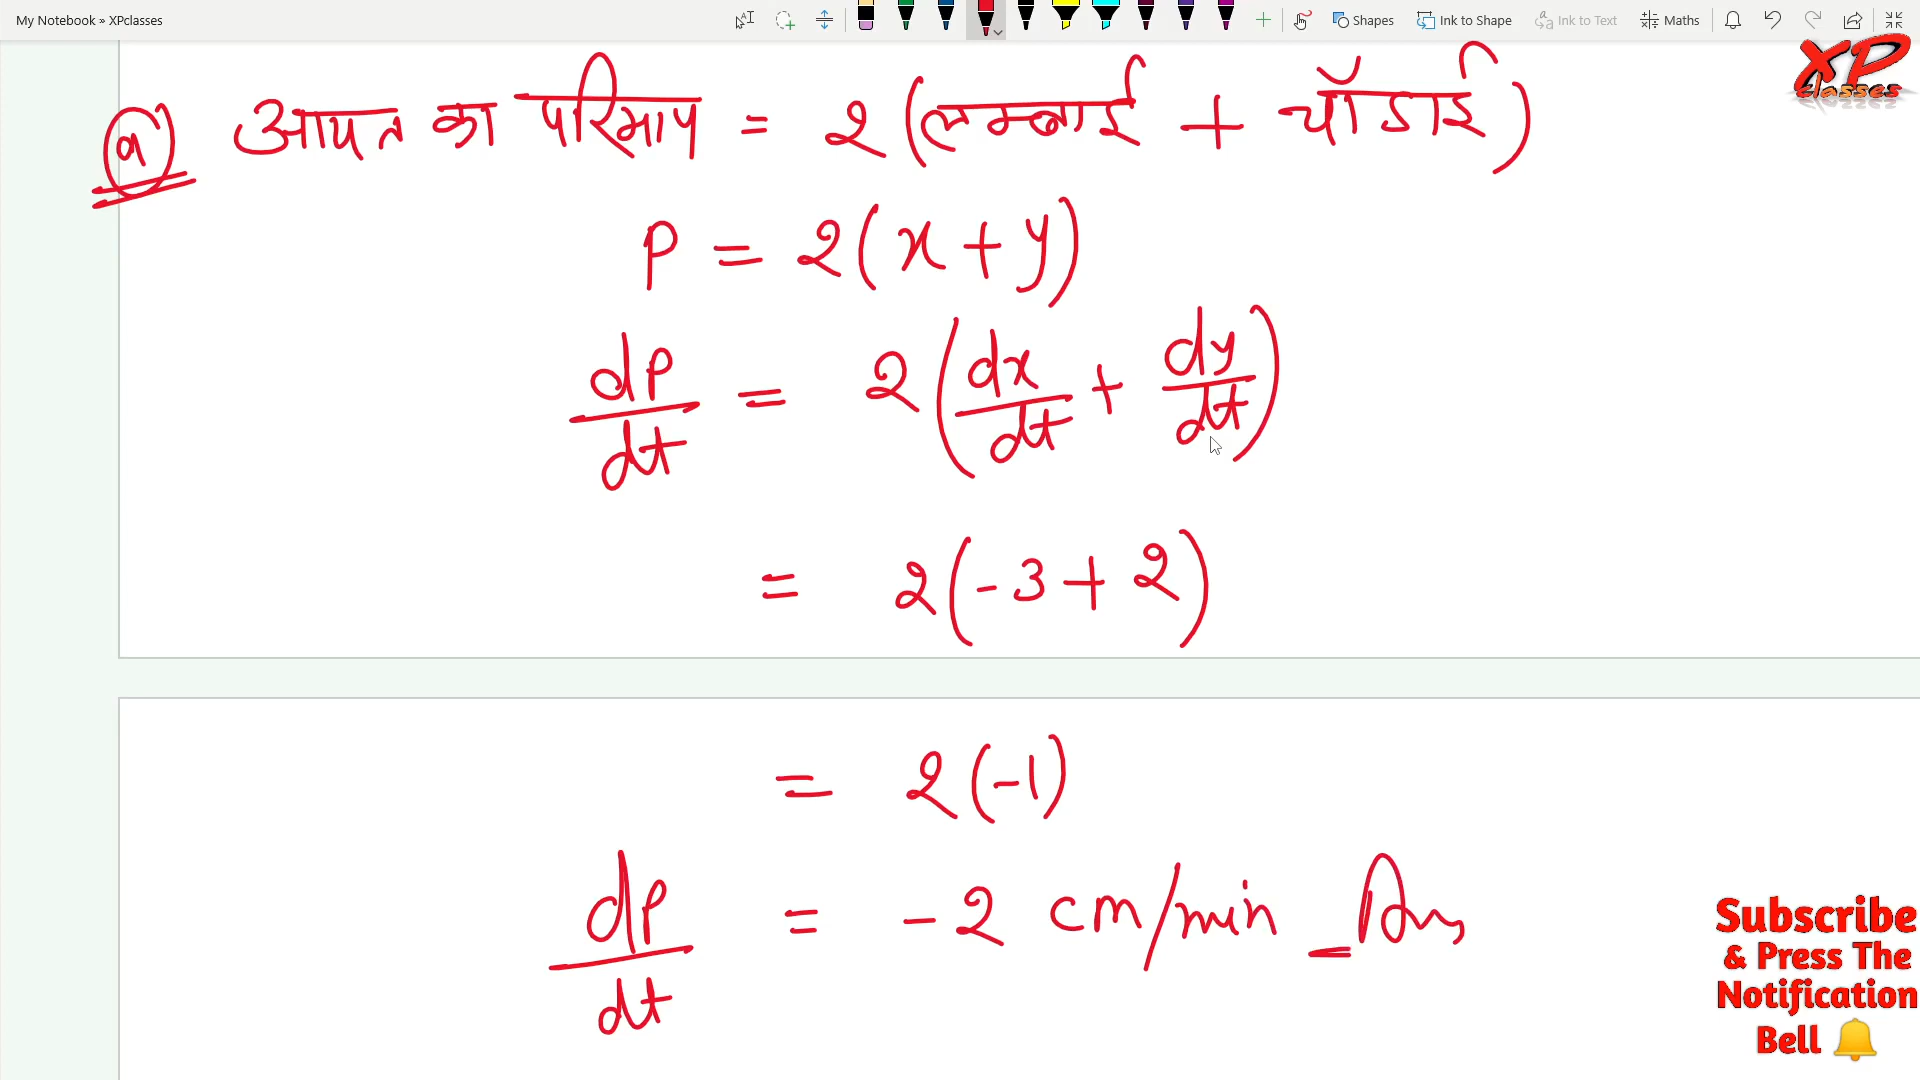 My Notebook » XPclasses
Shapes Ink to Shape Ink to Text Maths
XP
classes
(a) आयत का परिमाप = 2(लम्बाई + चौडाई)
P = 2(x+y)
dP/dt = 2(dx/dt + dy/dt)
= 2(-3+2)
= 2(-1)
dP/dt = -2 cm/min Ans
Subscribe
& Press The
Notification
Bell